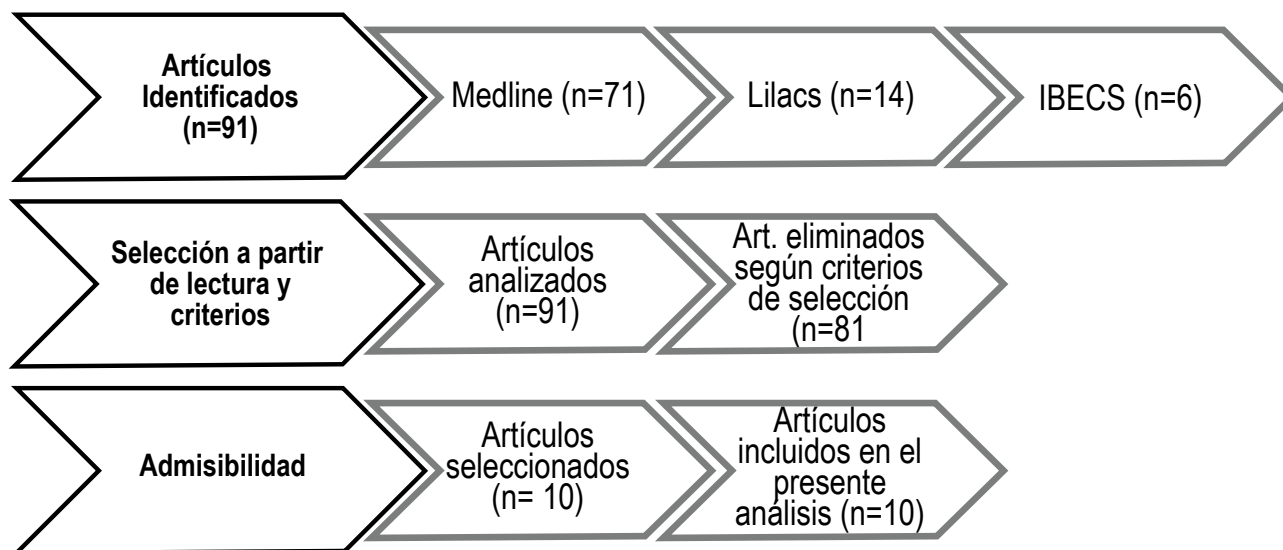 Artículos
Identificados
(n=91)
Medline (n=71)
Lilacs (n=14)
IBECS (n=6)
Selección a partir
de lectura y
criterios
Artículos
analizados
(n=91)
Art. eliminados
según criterios
de selección
(n=81
Admisibilidad
Artículos
seleccionados
(n= 10)
Artículos
incluidos en el
presente
análisis (n=10)